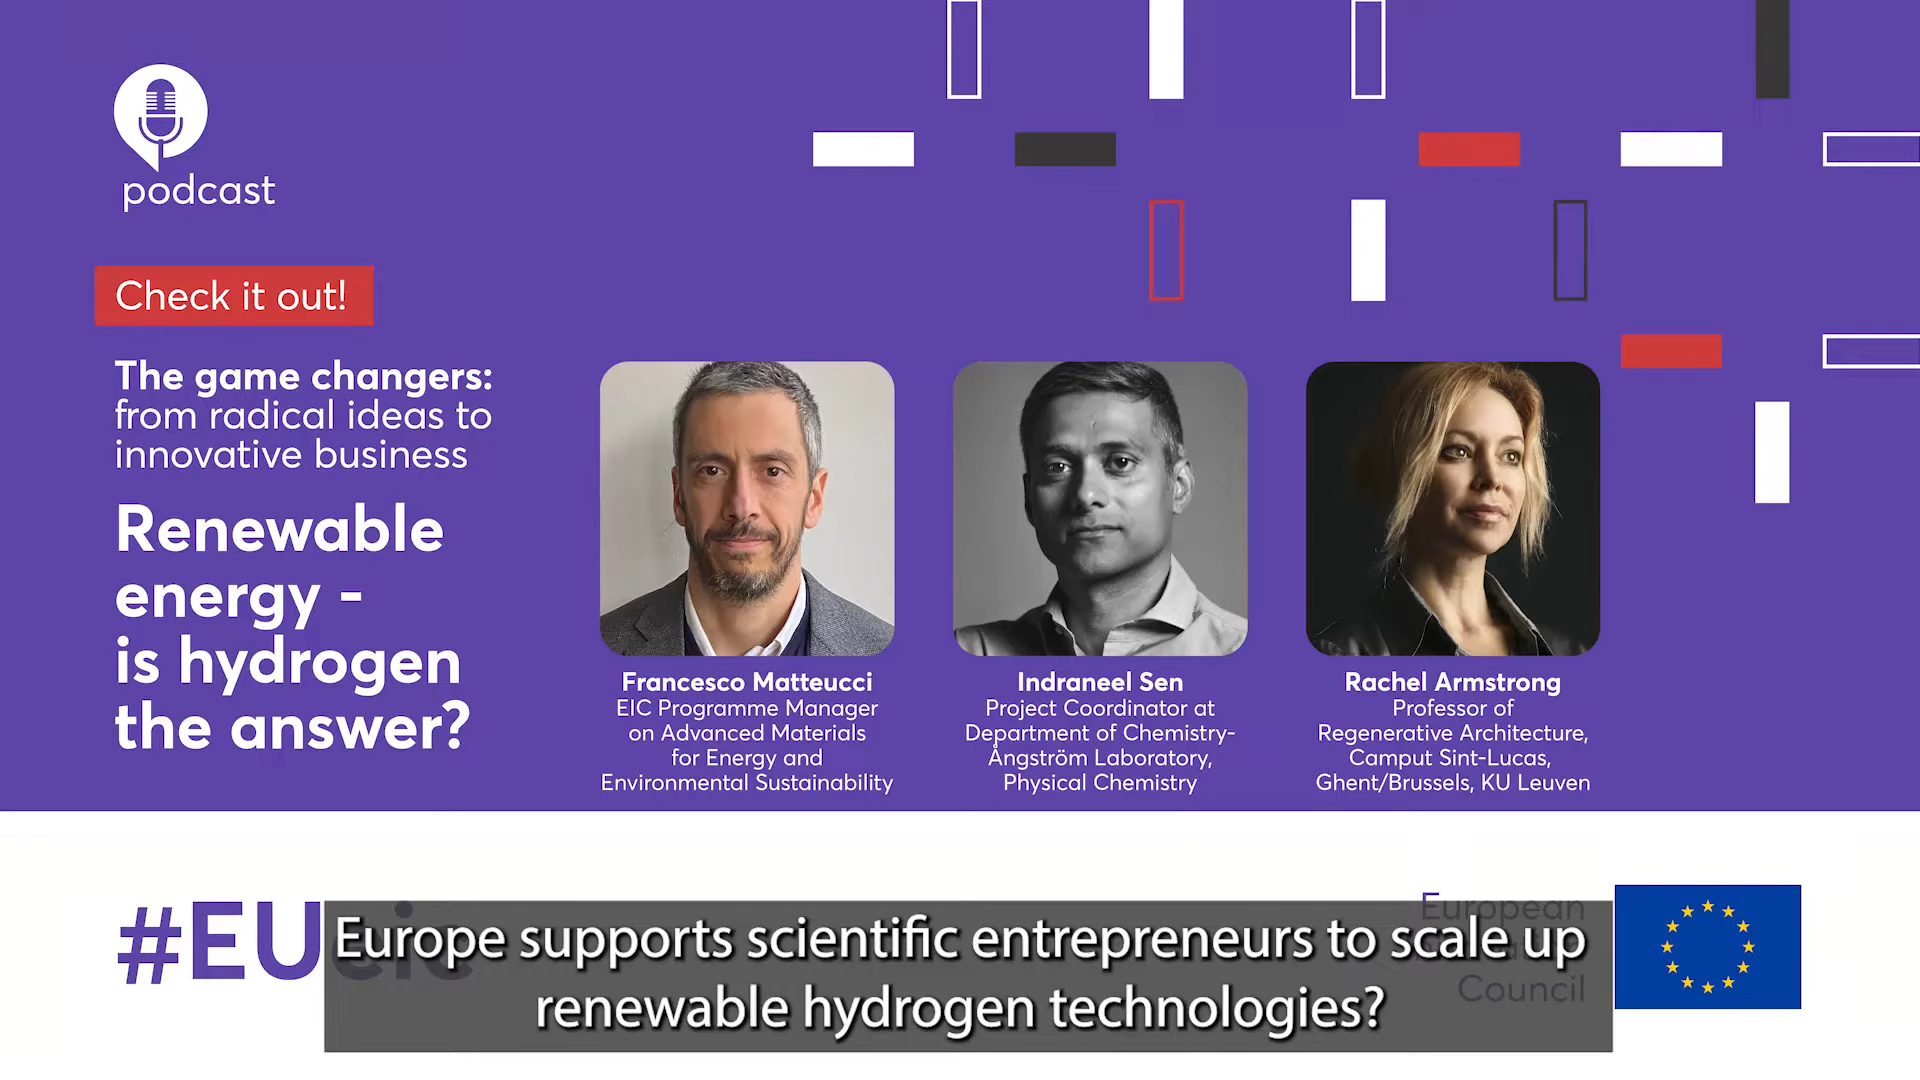 podcast
Check it out!
The game changers:
from radical ideas to
innovative business
Renewable
energy -
is hydrogen
the answer?
Francesco Matteucci
EIC Programme Manager
on Advanced Materials
for Energy and
Environmental Sustainability
Indraneel Sen
Project Coordinator at
Department of Chemistry-
Ångström Laboratory,
Physical Chemistry
Rachel Armstrong
Professor of
Regenerative Architecture,
Camput Sint-Lucas,
Ghent/Brussels, KU Leuven
#EUeic
European
Council
Europe supports scientific entrepreneurs to scale up
renewable hydrogen technologies?